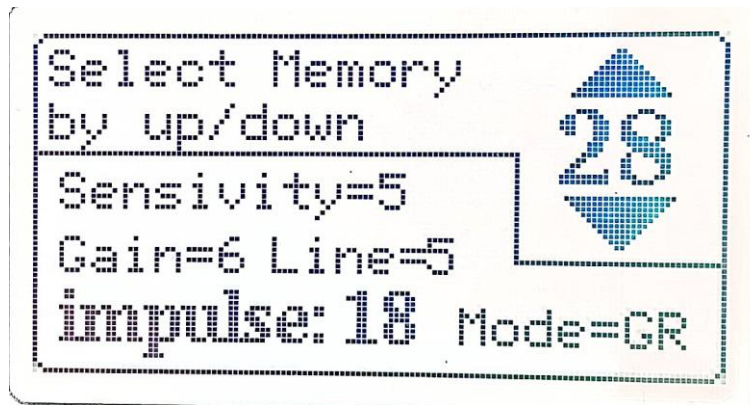 Select Memory
by up/down
28
Sensivity=5
Gain=6 Line=5
impulse: 18 Mode=GR